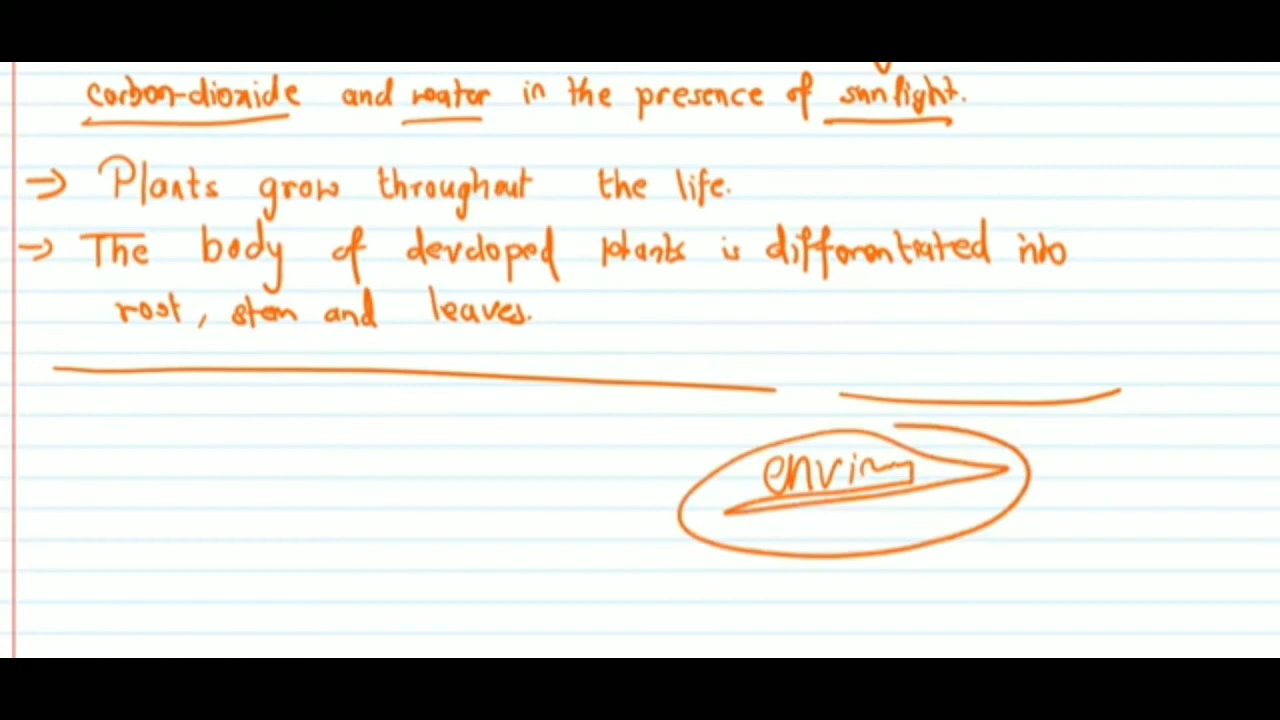 carbon-dioxide and water in the presence of sunlight.
→ Plants grow throughout the life.
→ The body of developed plants is differentiated into
root, stem and leaves.